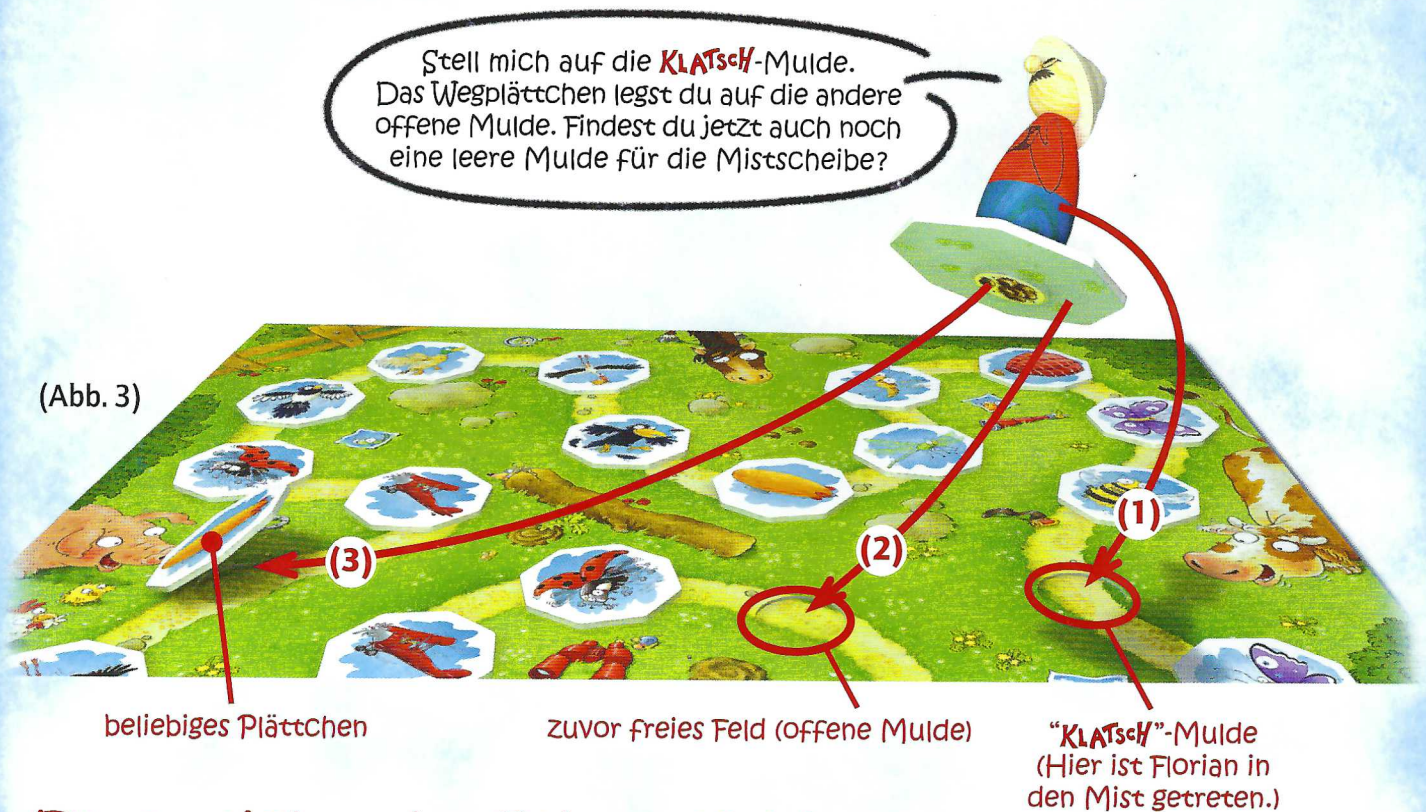 Stell mich auf die KLATSCH-Mulde.
Das Wegplättchen legst du auf die andere
offene Mulde. Findest du jetzt auch noch
eine leere Mulde für die Mistscheibe?
(Abb. 3)
(1)
(2)
(3)
beliebiges Plättchen
zuvor freies Feld (offene Mulde)
"KLATSCH"-Mulde
(Hier ist Florian in
den Mist getreten.)